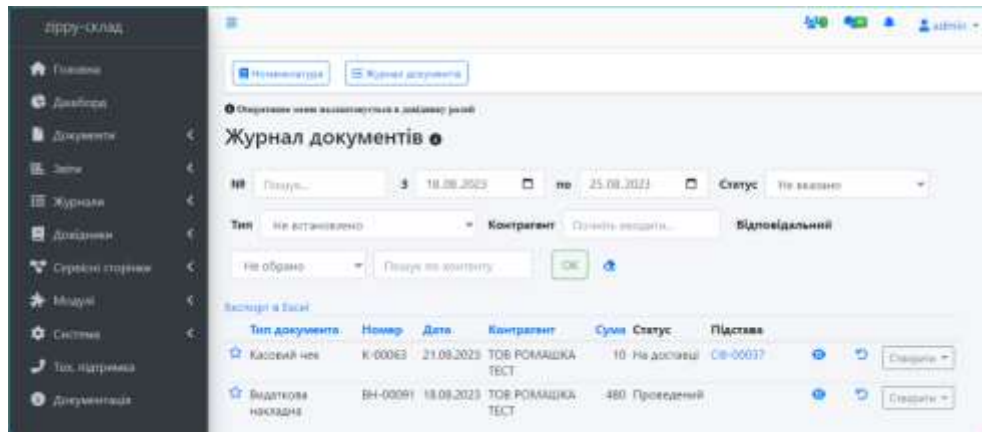 zippy-склад
admin
Головна
Дашборд
Документи
Звіти
Журнали
Довідники
Сервісні сторінки
Модулі
Система
Тех. підтримка
Документація
Номенклатура
Журнал документів
Оперативне меню налаштовується в довіднику ролей
Журнал документів
№ Пошук... З 18.08.2023 по 25.08.2023 Статус Не вказано
Тип Не встановлено Контрагент Почніть вводити... Відповідальний
Не обрано Пошук по контенту ОК
Експорт в Excel
Тип документа Номер Дата Контрагент Сума Статус Підстава
Касовий чек К-00063 21.08.2023 ТОВ РОМАШКА ТЕСТ 10 На доставці СФ-00037 Створити
Видаткова накладна ВН-00091 18.08.2023 ТОВ РОМАШКА ТЕСТ 480 Проведений Створити